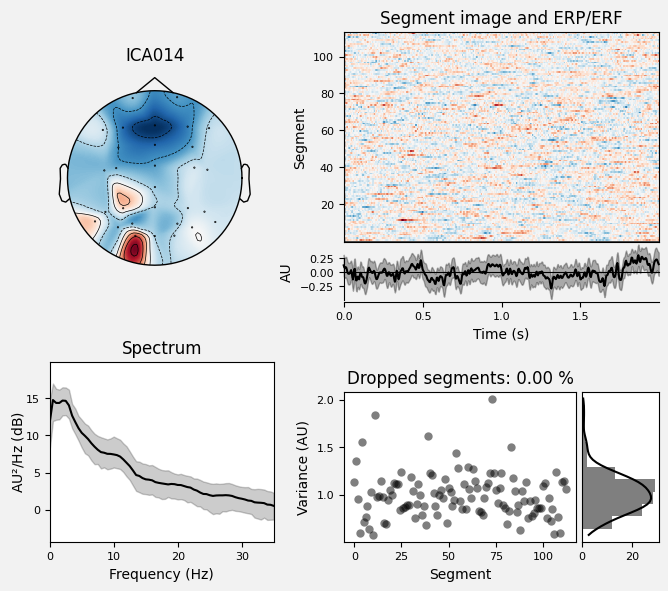 ICA014
Segment image and ERP/ERF
Segment
100
80
60
40
20
AU
0.25
0.00
−0.25
0.0
0.5
1.0
1.5
Time (s)
Spectrum
AU²/Hz (dB)
15
10
5
0
0
10
20
30
Frequency (Hz)
Dropped segments: 0.00 %
Variance (AU)
2.0
1.5
1.0
0
25
50
75
100
Segment
0
20